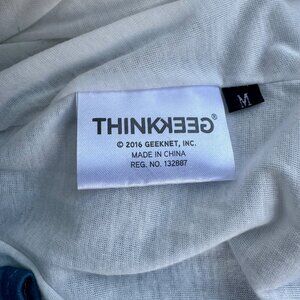 THINKGEEK®
© 2016 GEEKNET, INC.
MADE IN CHINA
REG. NO. 132887
M